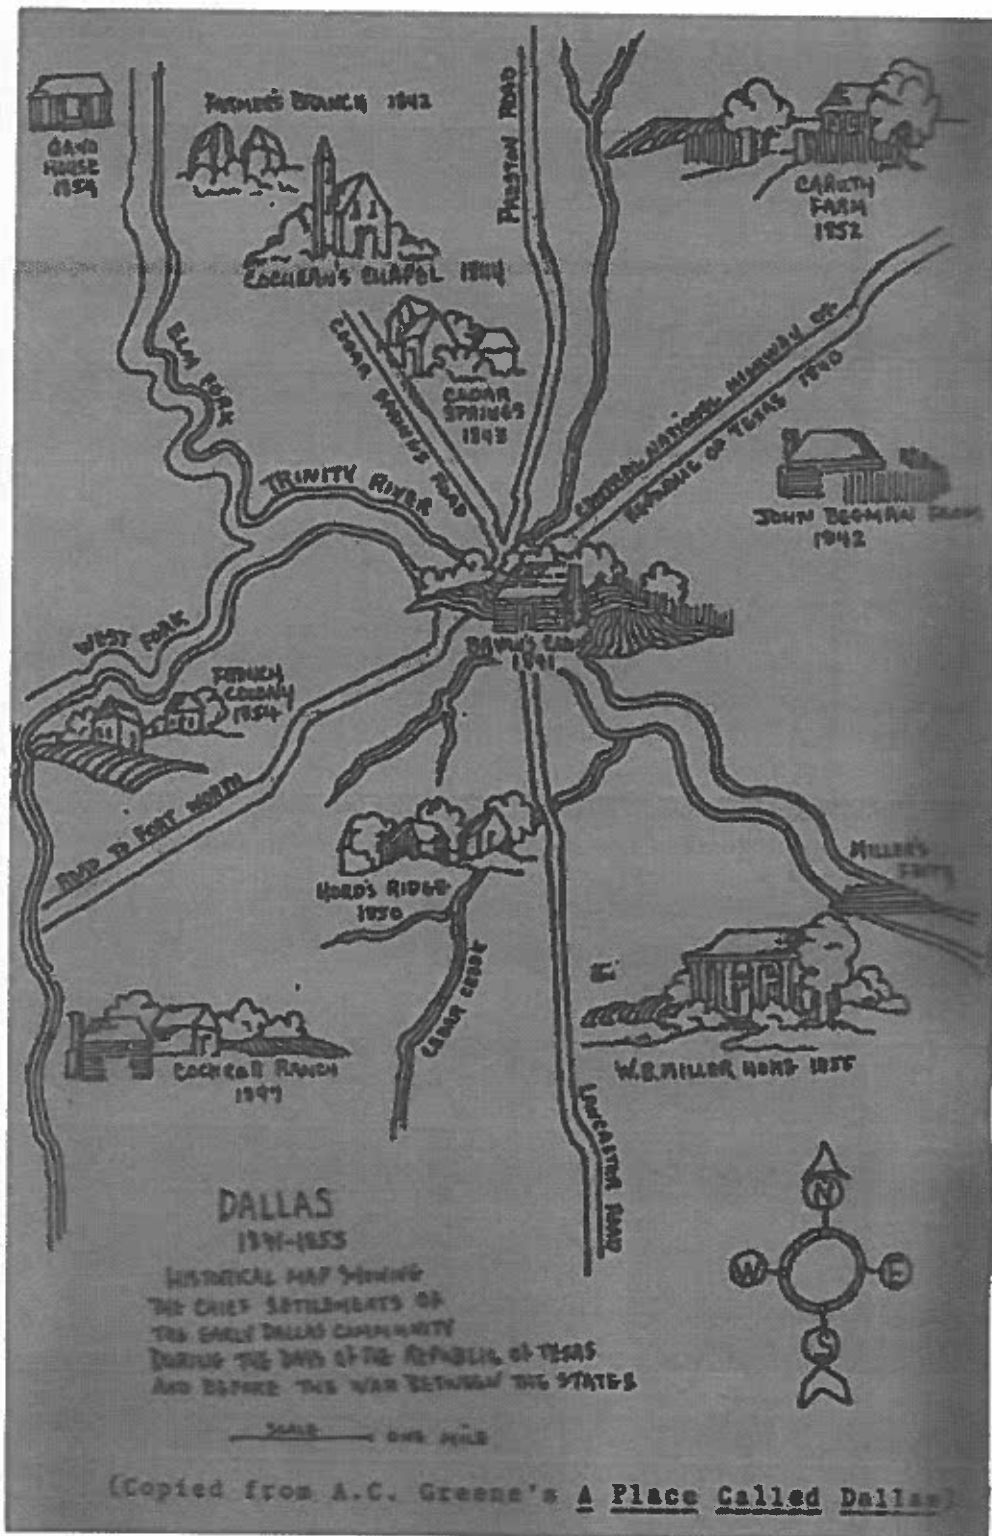 FARMER'S BRANCH 1842
HOUSE
1854
PRESTON ROAD
CARUTH
FARM
1852
COCHRAN'S CHAPEL 1844
ELM FORK
CEDAR SPRINGS ROAD
CEDAR
SPRINGS
1843
CENTRAL NATIONAL HIGHWAY OF
REPUBLIC OF TEXAS 1840
TRINITY RIVER
JOHN BEEMAN FARM
1842
WEST FORK
1841
FRENCH
COLONY
1854
ROAD TO FORT WORTH
MILLER'S
FERRY
HORD'S RIDGE
1850
CEDAR CREEK
COCKRELL RANCH
W.B. MILLER HOME 1855
LANCASTER ROAD
N
W
E
S
DALLAS
1841-1855
HISTORICAL MAP SHOWING
THE CHIEF SETTLEMENTS OF
THE EARLY DALLAS COMMUNITY
DURING THE DAYS OF THE REPUBLIC OF TEXAS
AND BEFORE THE WAR BETWEEN THE STATES
SCALE ONE MILE
(Copied from A.C. Greene's A Place Called Dallas)